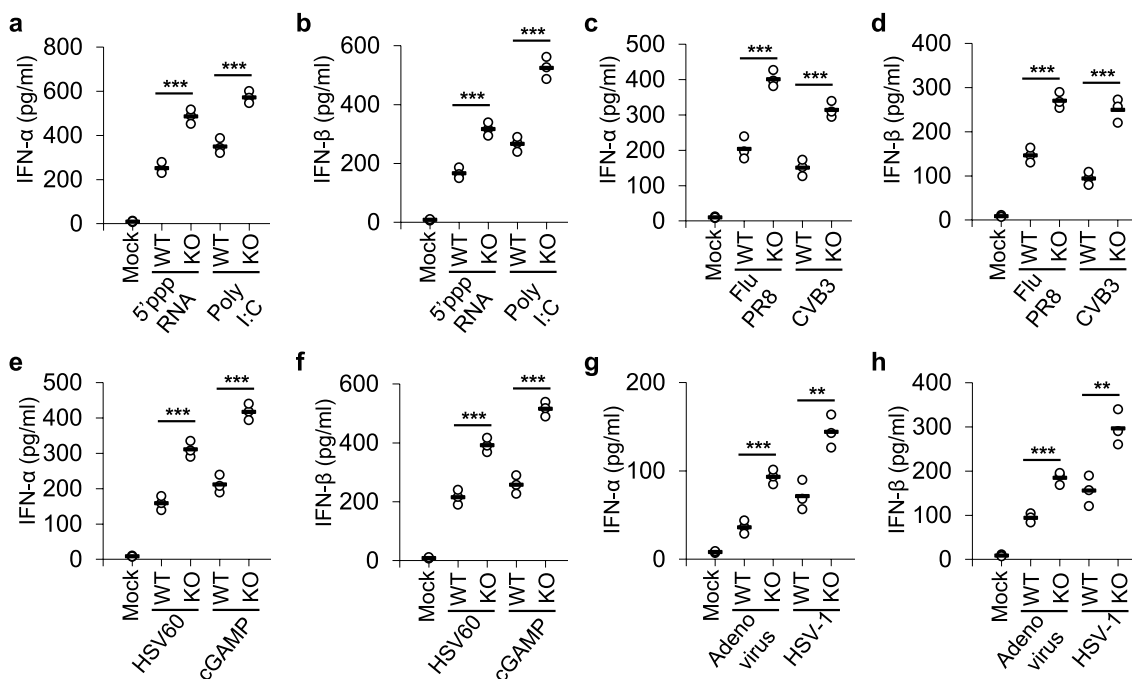 a
IFN-α (pg/ml)
800
600
400
200
0
***
***
Mock
WT
KO
WT
KO
5’ppp
RNA
Poly
I:C
b
IFN-β (pg/ml)
600
400
200
0
***
***
Mock
WT
KO
WT
KO
5’ppp
RNA
Poly
I:C
c
IFN-α (pg/ml)
500
400
300
200
100
0
***
***
Mock
WT
KO
WT
KO
Flu
PR8
CVB3
d
IFN-β (pg/ml)
400
300
200
100
0
***
***
Mock
WT
KO
WT
KO
Flu
PR8
CVB3
e
IFN-α (pg/ml)
500
400
300
200
100
0
***
***
Mock
WT
KO
WT
KO
HSV60
cGAMP
f
IFN-β (pg/ml)
600
400
200
0
***
***
Mock
WT
KO
WT
KO
HSV60
cGAMP
g
IFN-α (pg/ml)
200
100
0
***
**
Mock
WT
KO
WT
KO
Adeno
virus
HSV-1
h
IFN-β (pg/ml)
400
300
200
100
0
***
**
Mock
WT
KO
WT
KO
Adeno
virus
HSV-1